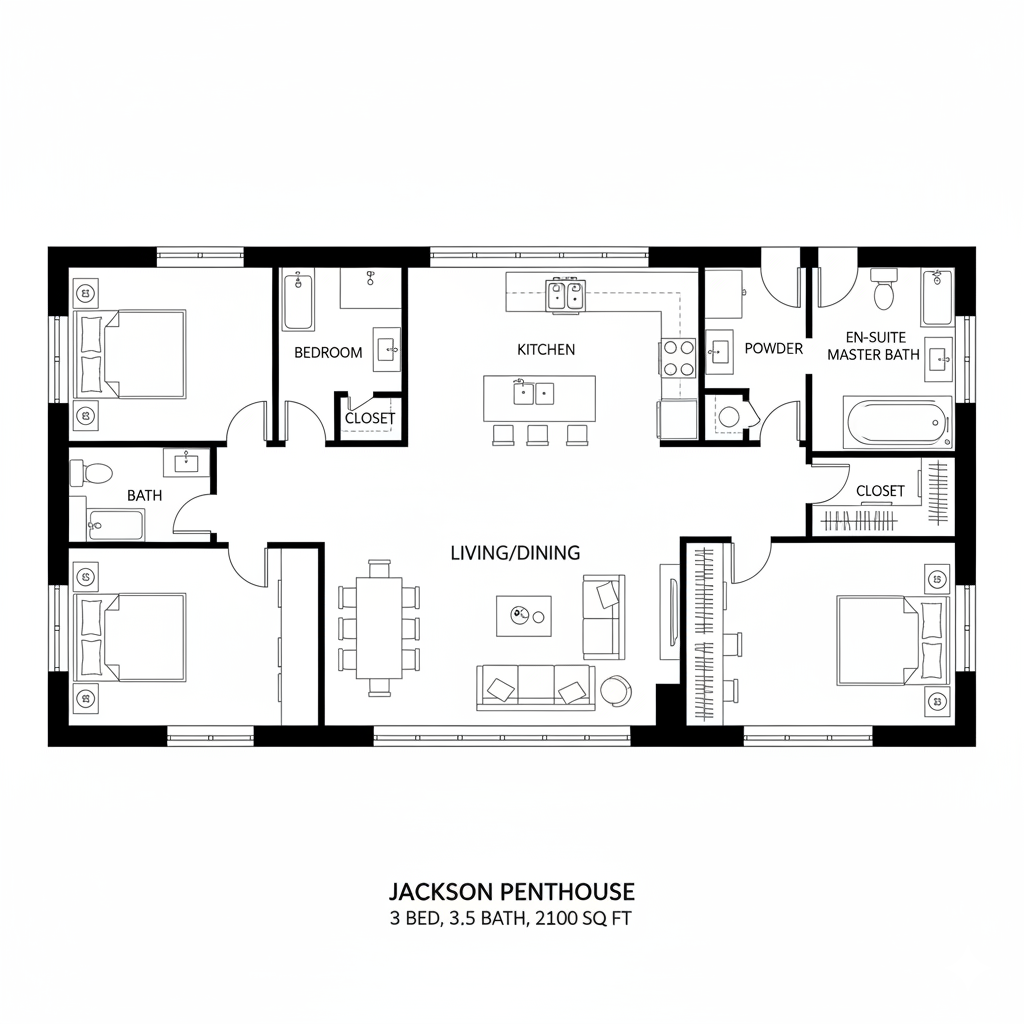 BEDROOM
CLOSET
KITCHEN
POWDER
EN-SUITE
MASTER BATH
BATH
CLOSET
LIVING/DINING
JACKSON PENTHOUSE
3 BED, 3.5 BATH, 2100 SQ FT